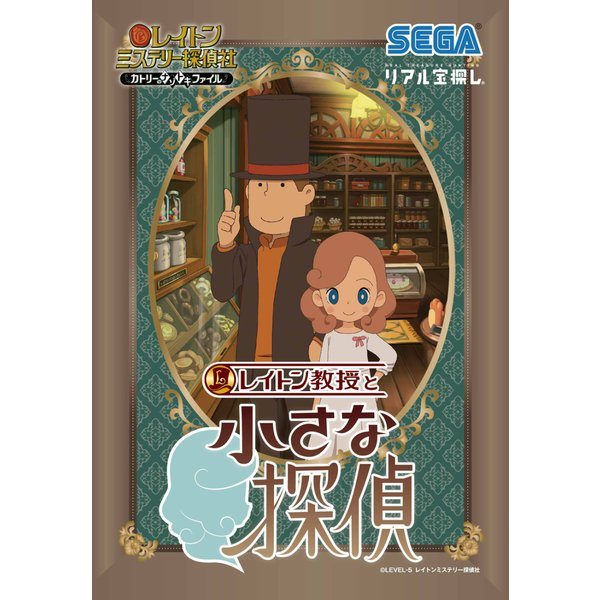 レイトン
ミステリー探偵社
カトリーのナゾトキファイル
SEGA
REAL TREASURE HUNTING
リアル宝探し®
レイトン教授と
小さな
探偵
©LEVEL-5 レイトンミステリー探偵社